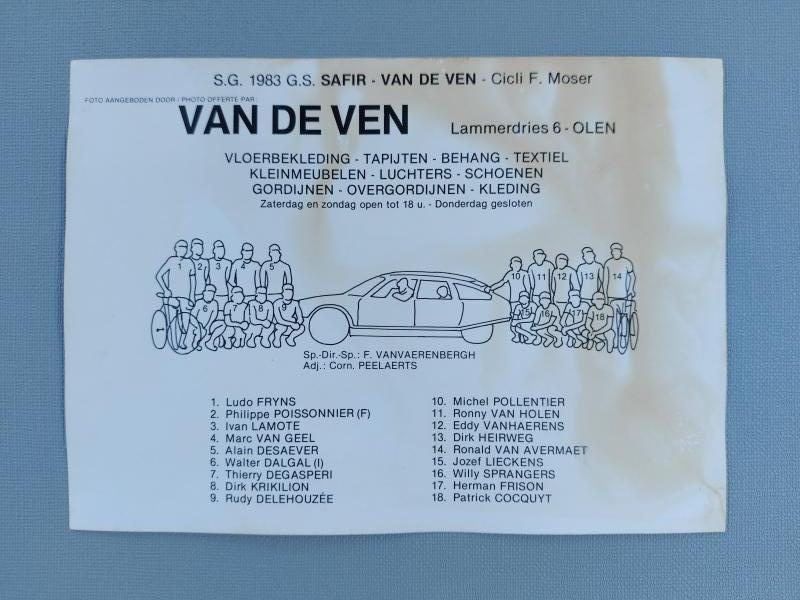 S.G. 1983 G.S. SAFIR - VAN DE VEN - Cicli F. Moser
FOTO AANGEBODEN DOOR / PHOTO OFFERTE PAR :
VAN DE VEN Lammerdries 6 - OLEN
VLOERBEKLEDING - TAPIJTEN - BEHANG - TEXTIEL
KLEINMEUBELEN - LUCHTERS - SCHOENEN
GORDIJNEN - OVERGORDIJNEN - KLEDING
Zaterdag en zondag open tot 18 u. - Donderdag gesloten
1 2 3 4 5 10 11 12 13 14
6 7 8 9 15 16 17 18
Sp.-Dir.-Sp.: F. VANVAERENBERGH
Adj.: Corn. PEELAERTS
1. Ludo FRYNS
2. Philippe POISSONNIER (F)
3. Ivan LAMOTE
4. Marc VAN GEEL
5. Alain DESAEVER
6. Walter DALGAL (I)
7. Thierry DEGASPERI
8. Dirk KRIKILION
9. Rudy DELEHOUZÉE
10. Michel POLLENTIER
11. Ronny VAN HOLEN
12. Eddy VANHAERENS
13. Dirk HEIRWEG
14. Ronald VAN AVERMAET
15. Jozef LIECKENS
16. Willy SPRANGERS
17. Herman FRISON
18. Patrick COCQUYT